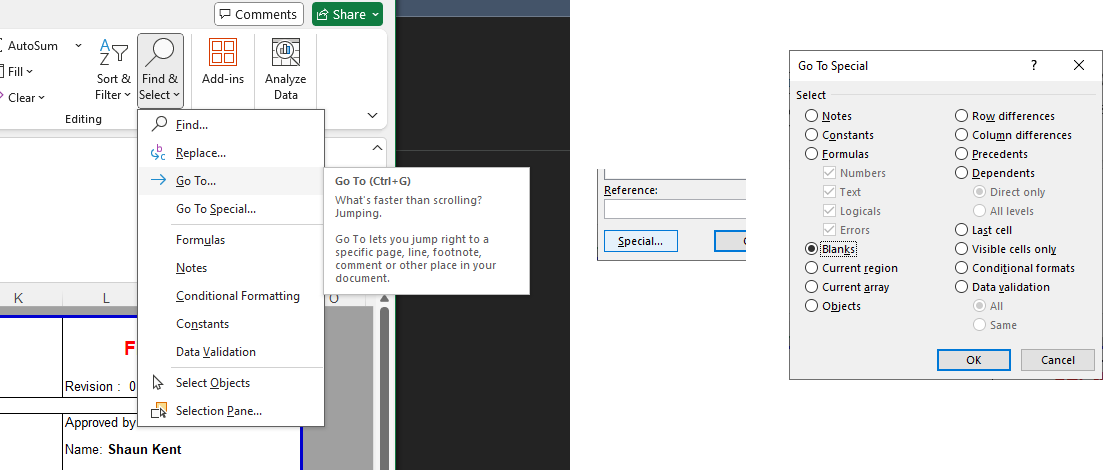 Comments
Share
AutoSum
Fill
Clear
Sort &
Filter
Find &
Select
Add-ins
Analyze
Data
Editing
Find...
Replace...
Go To...
Go To Special...
Formulas
Notes
Conditional Formatting
Constants
Data Validation
Select Objects
Selection Pane...
Go To (Ctrl+G)
What's faster than scrolling?
Jumping.
Go To lets you jump right to a
specific page, line, footnote,
comment or other place in your
document.
K
L
O
F
Revision : 0
Approved by
Name: Shaun Kent
Reference:
Special...
Go To Special
?
Select
Notes
Constants
Formulas
Numbers
Text
Logicals
Errors
Blanks
Current region
Current array
Objects
Row differences
Column differences
Precedents
Dependents
Direct only
All levels
Last cell
Visible cells only
Conditional formats
Data validation
All
Same
OK
Cancel